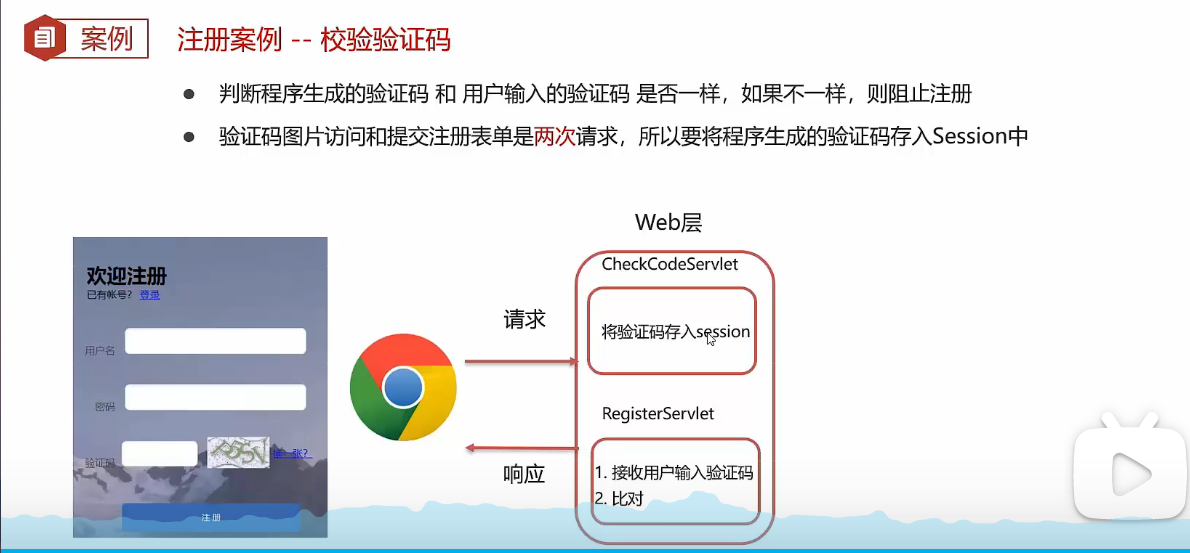 案例
注册案例 -- 校验验证码
● 判断程序生成的验证码 和 用户输入的验证码 是否一样，如果不一样，则阻止注册
● 验证码图片访问和提交注册表单是两次请求，所以要将程序生成的验证码存入Session中
Web层
CheckCodeServlet
将验证码存入session
RegisterServlet
1. 接收用户输入验证码
2. 比对
请求
响应
欢迎注册
已有帐号？ 登录
用户名
密码
验证码
换一张？
注册